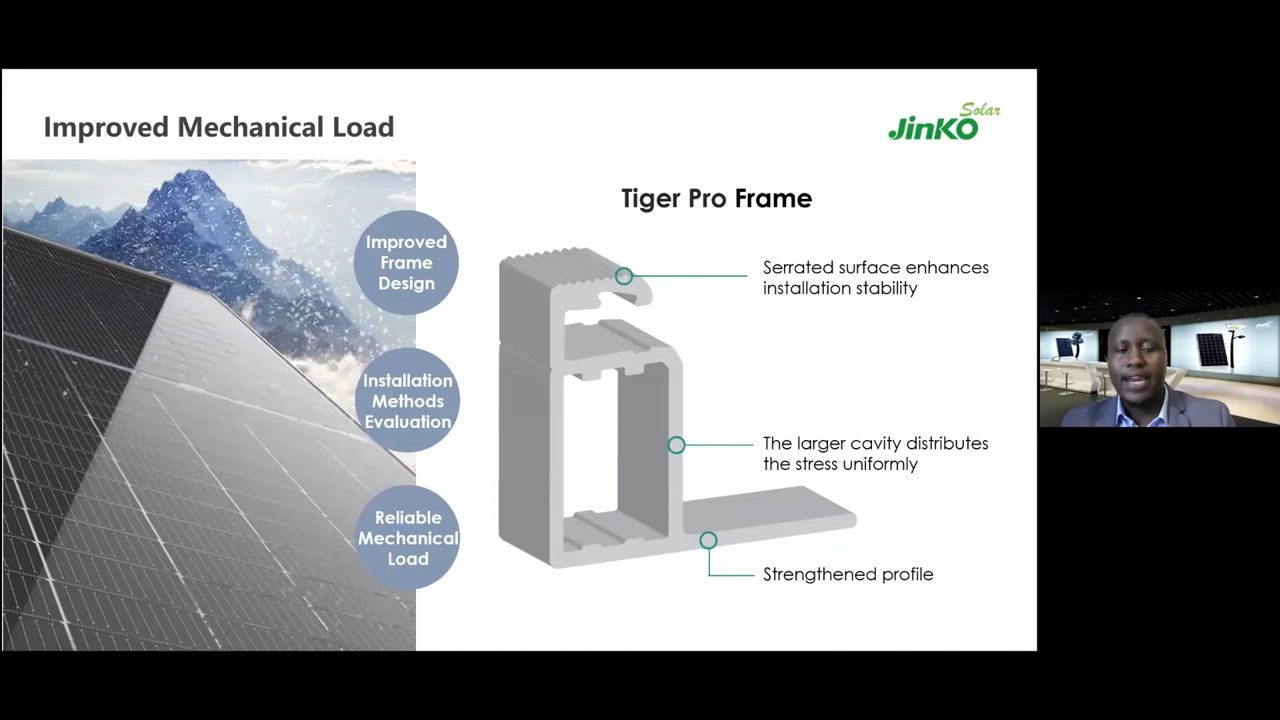 Improved Mechanical Load
Solar
JinKO
Tiger Pro Frame
Improved
Frame
Design
Serrated surface enhances
installation stability
Installation
Methods
Evaluation
The larger cavity distributes
the stress uniformly
Reliable
Mechanical
Load
Strengthened profile